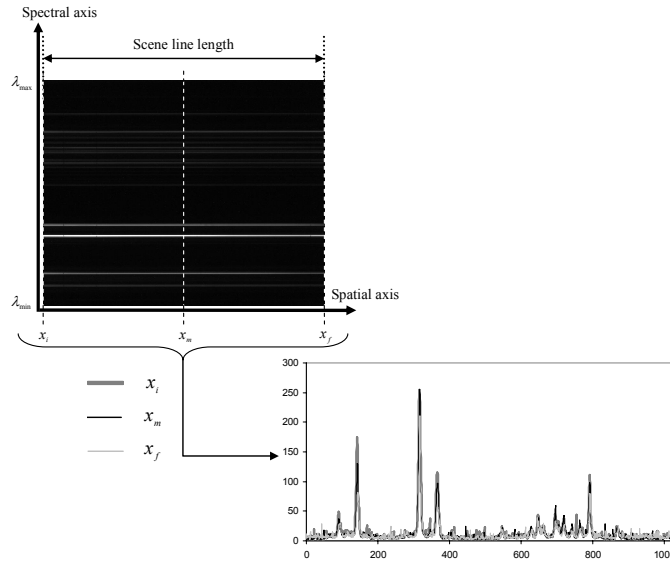 Spectral axis
Scene line length
λmax
λmin
Spatial axis
xi
xm
xf
xi
xm
xf
300
250
200
150
100
50
0
0
200
400
600
800
100